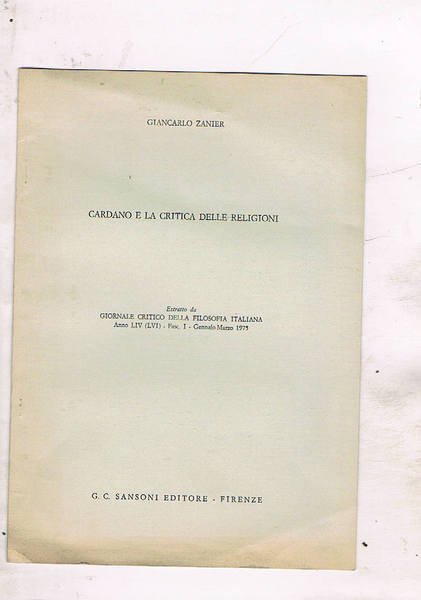 GIANCARLO ZANIER
CARDANO E LA CRITICA DELLE RELIGIONI
Estratto da
GIORNALE CRITICO DELLA FILOSOFIA ITALIANA
Anno LIV (LVI) - Fasc. I - Gennaio-Marzo 1975
G. C. SANSONI EDITORE - FIRENZE